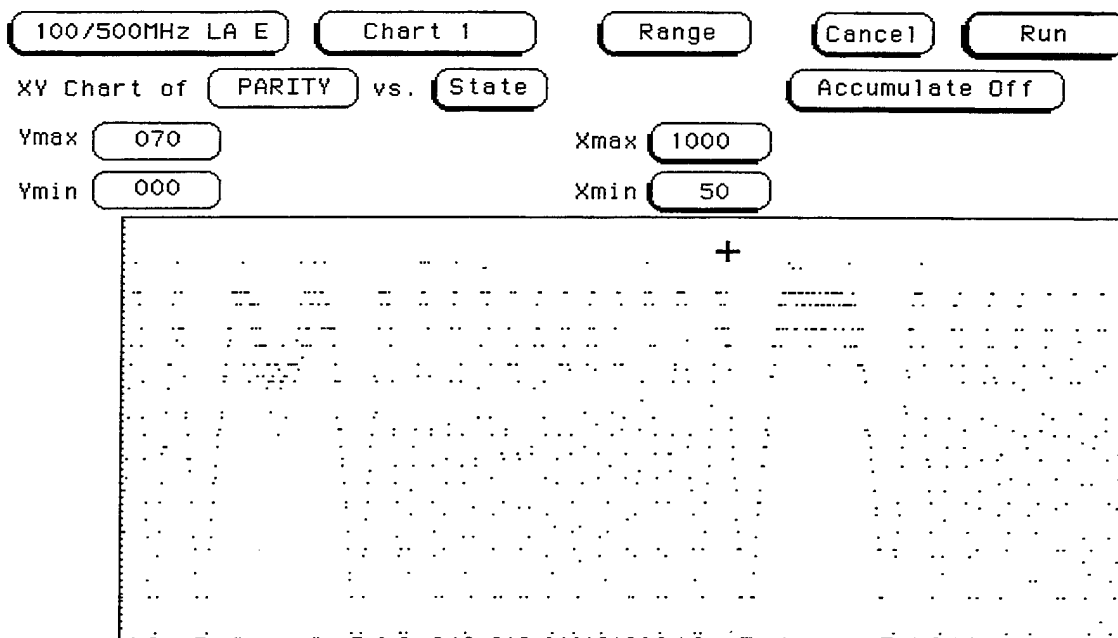 100/500MHz LA E Chart 1 Range Cancel Run
XY Chart of PARITY vs. State Accumulate Off
Ymax 070 Xmax 1000
Ymin 000 Xmin 50